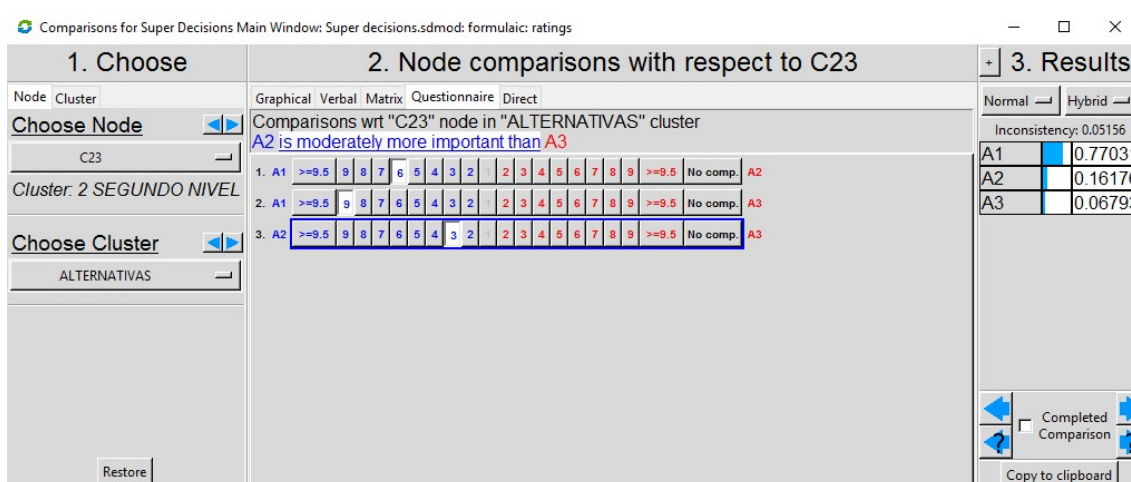 Comparisons for Super Decisions Main Window: Super decisions.sdmod: formulaic: ratings
1. Choose
2. Node comparisons with respect to C23
+ 3. Results
Node Cluster
Graphical Verbal Matrix Questionnaire Direct
Normal Hybrid
Choose Node
Comparisons wrt "C23" node in "ALTERNATIVAS" cluster
A2 is moderately more important than A3
Inconsistency: 0.05156
C23
Cluster: 2 SEGUNDO NIVEL
Choose Cluster
ALTERNATIVAS
1. A1 >=9.5 9 8 7 6 5 4 3 2 1 2 3 4 5 6 7 8 9 >=9.5 No comp. A2
2. A1 >=9.5 9 8 7 6 5 4 3 2 1 2 3 4 5 6 7 8 9 >=9.5 No comp. A3
3. A2 >=9.5 9 8 7 6 5 4 3 2 1 2 3 4 5 6 7 8 9 >=9.5 No comp. A3
A1 0.7703
A2 0.1617
A3 0.0679
Completed
Comparison
?
Restore
Copy to clipboard